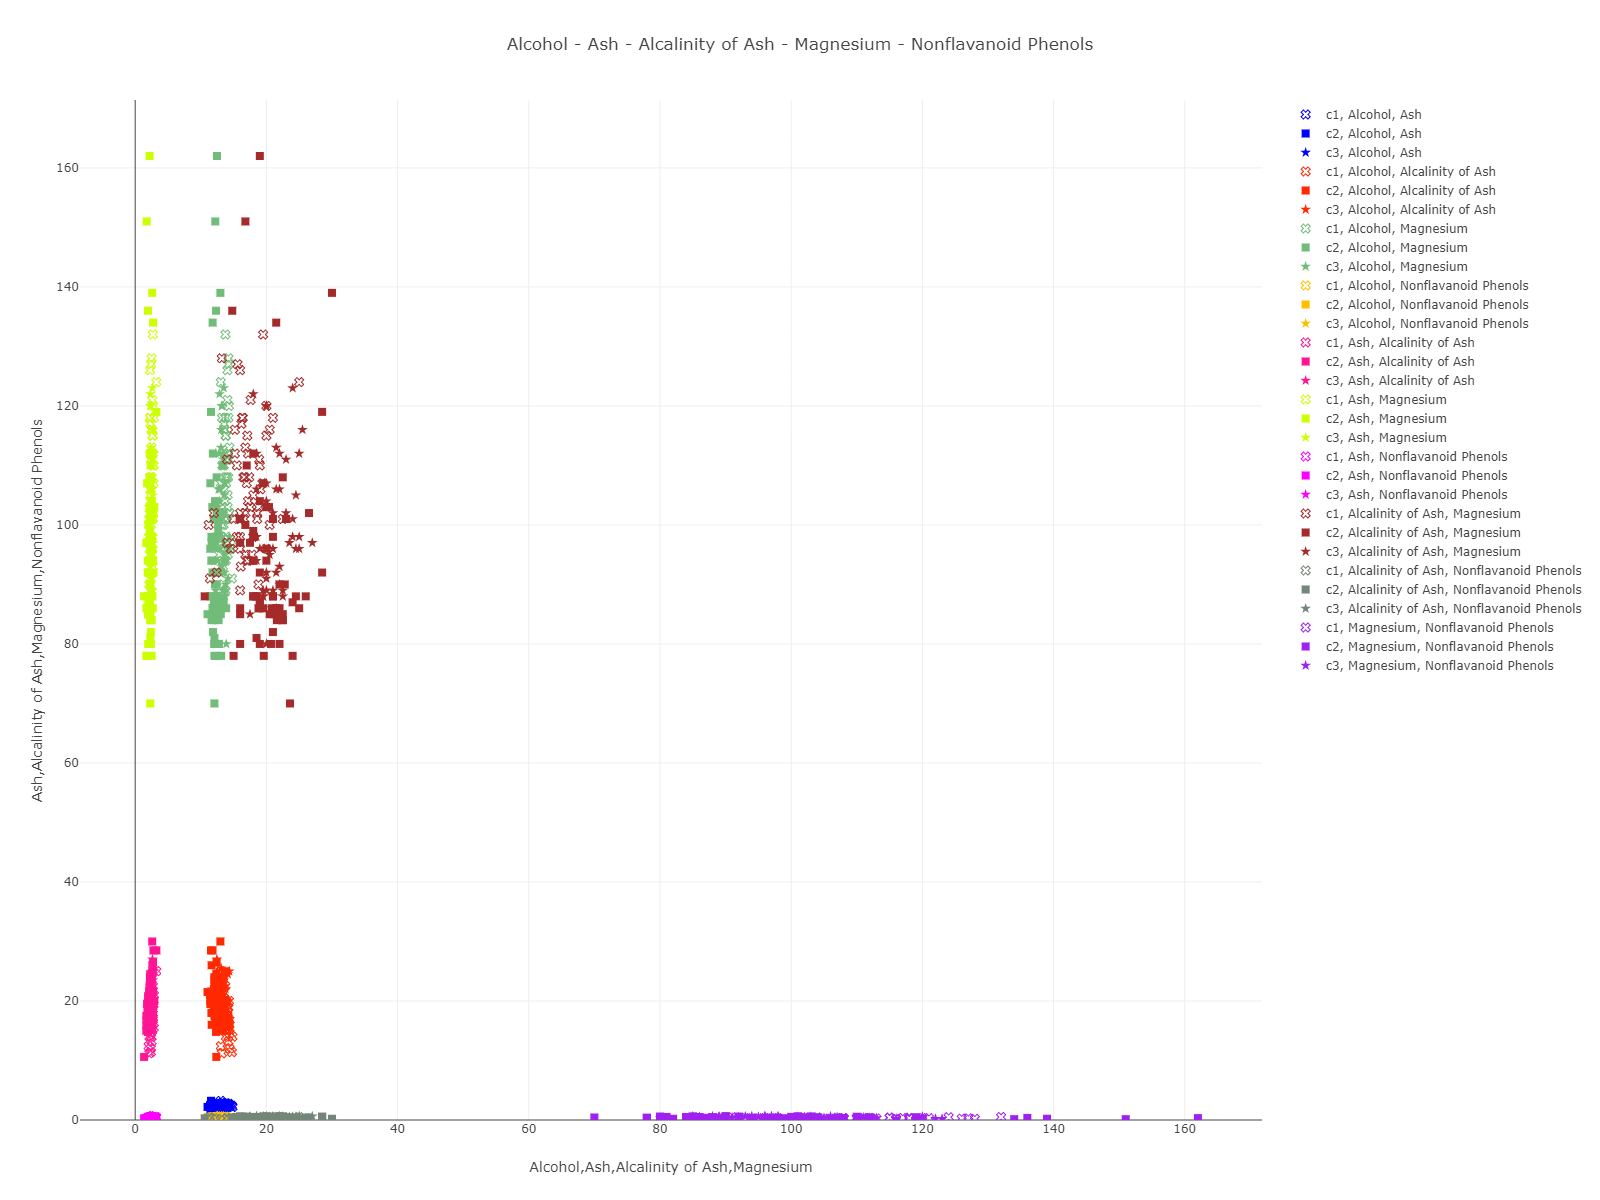 Alcohol - Ash - Alcalinity of Ash - Magnesium - Nonflavanoid Phenols
c1, Alcohol, Ash
c2, Alcohol, Ash
c3, Alcohol, Ash
c1, Alcohol, Alcalinity of Ash
c2, Alcohol, Alcalinity of Ash
c3, Alcohol, Alcalinity of Ash
c1, Alcohol, Magnesium
c2, Alcohol, Magnesium
c3, Alcohol, Magnesium
c1, Alcohol, Nonflavanoid Phenols
c2, Alcohol, Nonflavanoid Phenols
c3, Alcohol, Nonflavanoid Phenols
c1, Ash, Alcalinity of Ash
c2, Ash, Alcalinity of Ash
c3, Ash, Alcalinity of Ash
c1, Ash, Magnesium
c2, Ash, Magnesium
c3, Ash, Magnesium
c1, Ash, Nonflavanoid Phenols
c2, Ash, Nonflavanoid Phenols
c3, Ash, Nonflavanoid Phenols
c1, Alcalinity of Ash, Magnesium
c2, Alcalinity of Ash, Magnesium
c3, Alcalinity of Ash, Magnesium
c1, Alcalinity of Ash, Nonflavanoid Phenols
c2, Alcalinity of Ash, Nonflavanoid Phenols
c3, Alcalinity of Ash, Nonflavanoid Phenols
c1, Magnesium, Nonflavanoid Phenols
c2, Magnesium, Nonflavanoid Phenols
c3, Magnesium, Nonflavanoid Phenols
Ash,Alcalinity of Ash,Magnesium,Nonflavanoid Phenols
160
140
120
100
80
60
40
20
0
0 20 40 60 80 100 120 140 160
Alcohol,Ash,Alcalinity of Ash,Magnesium